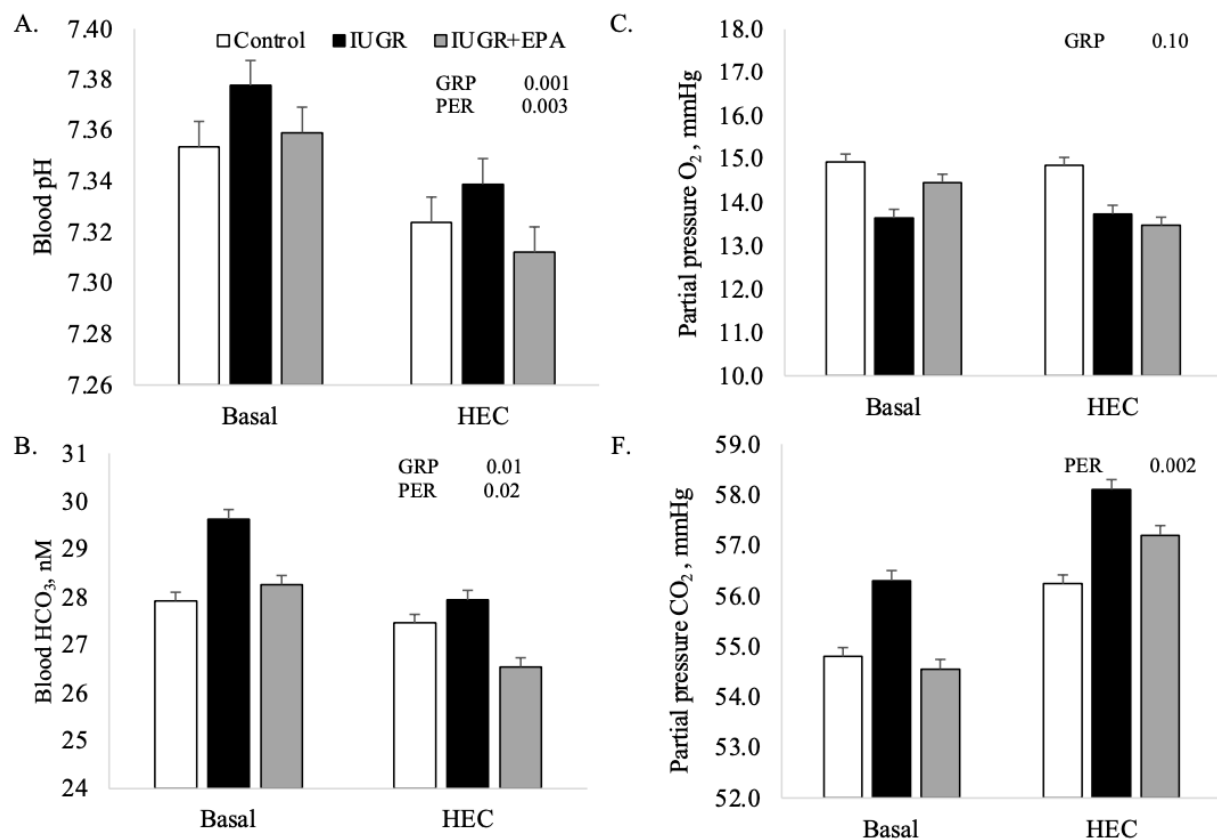 A.
7.40
7.38
7.36
7.34
7.32
7.30
7.28
7.26
Blood pH
Control IUGR IUGR+EPA
GRP 0.001
PER 0.003
Basal HEC
C.
18.0
17.0
16.0
15.0
14.0
13.0
12.0
11.0
10.0
Partial pressure O₂, mmHg
GRP 0.10
Basal HEC
B.
31
30
29
28
27
26
25
24
Blood HCO₃, nM
GRP 0.01
PER 0.02
Basal HEC
F.
59.0
58.0
57.0
56.0
55.0
54.0
53.0
52.0
Partial pressure CO₂, mmHg
PER 0.002
Basal HEC